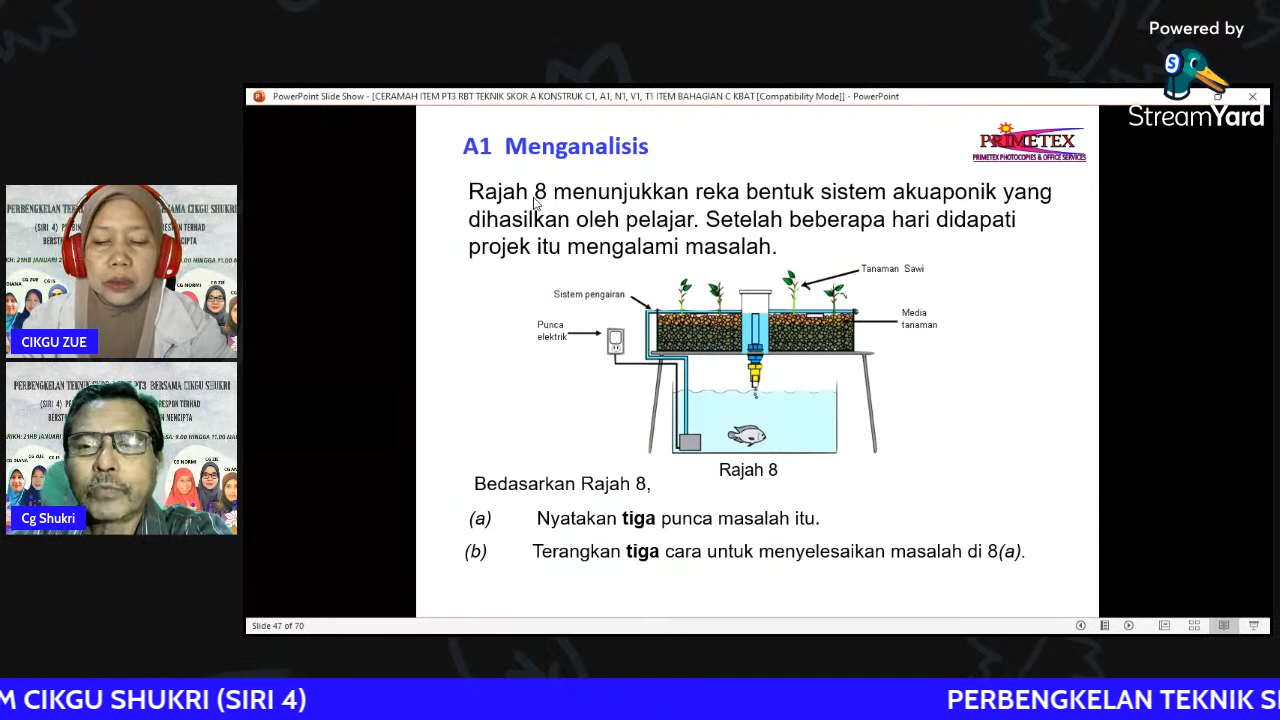 Powered by
StreamYard
PowerPoint Slide Show - [CERAMAH ITEM PT3 RBT TEKNIK SKOR A KONSTRUK C1, A1, N1, V1, T1 ITEM BAHAGIAN C KBAT [Compatibility Mode]] - PowerPoint
A1 Menganalisis
PRIMETEX
PRIMETEX PHOTOCOPIES & OFFICE SERVICES
Rajah 8 menunjukkan reka bentuk sistem akuaponik yang
dihasilkan oleh pelajar. Setelah beberapa hari didapati
projek itu mengalami masalah.
Tanaman Sawi
Sistem pengairan
Media
tanaman
Punca
elektrik
Rajah 8
Bedasarkan Rajah 8,
(a) Nyatakan tiga punca masalah itu.
(b) Terangkan tiga cara untuk menyelesaikan masalah di 8(a).
Slide 47 of 70
CIKGU ZUE
Cg Shukri
M CIKGU SHUKRI (SIRI 4)
PERBENGKELAN TEKNIK S